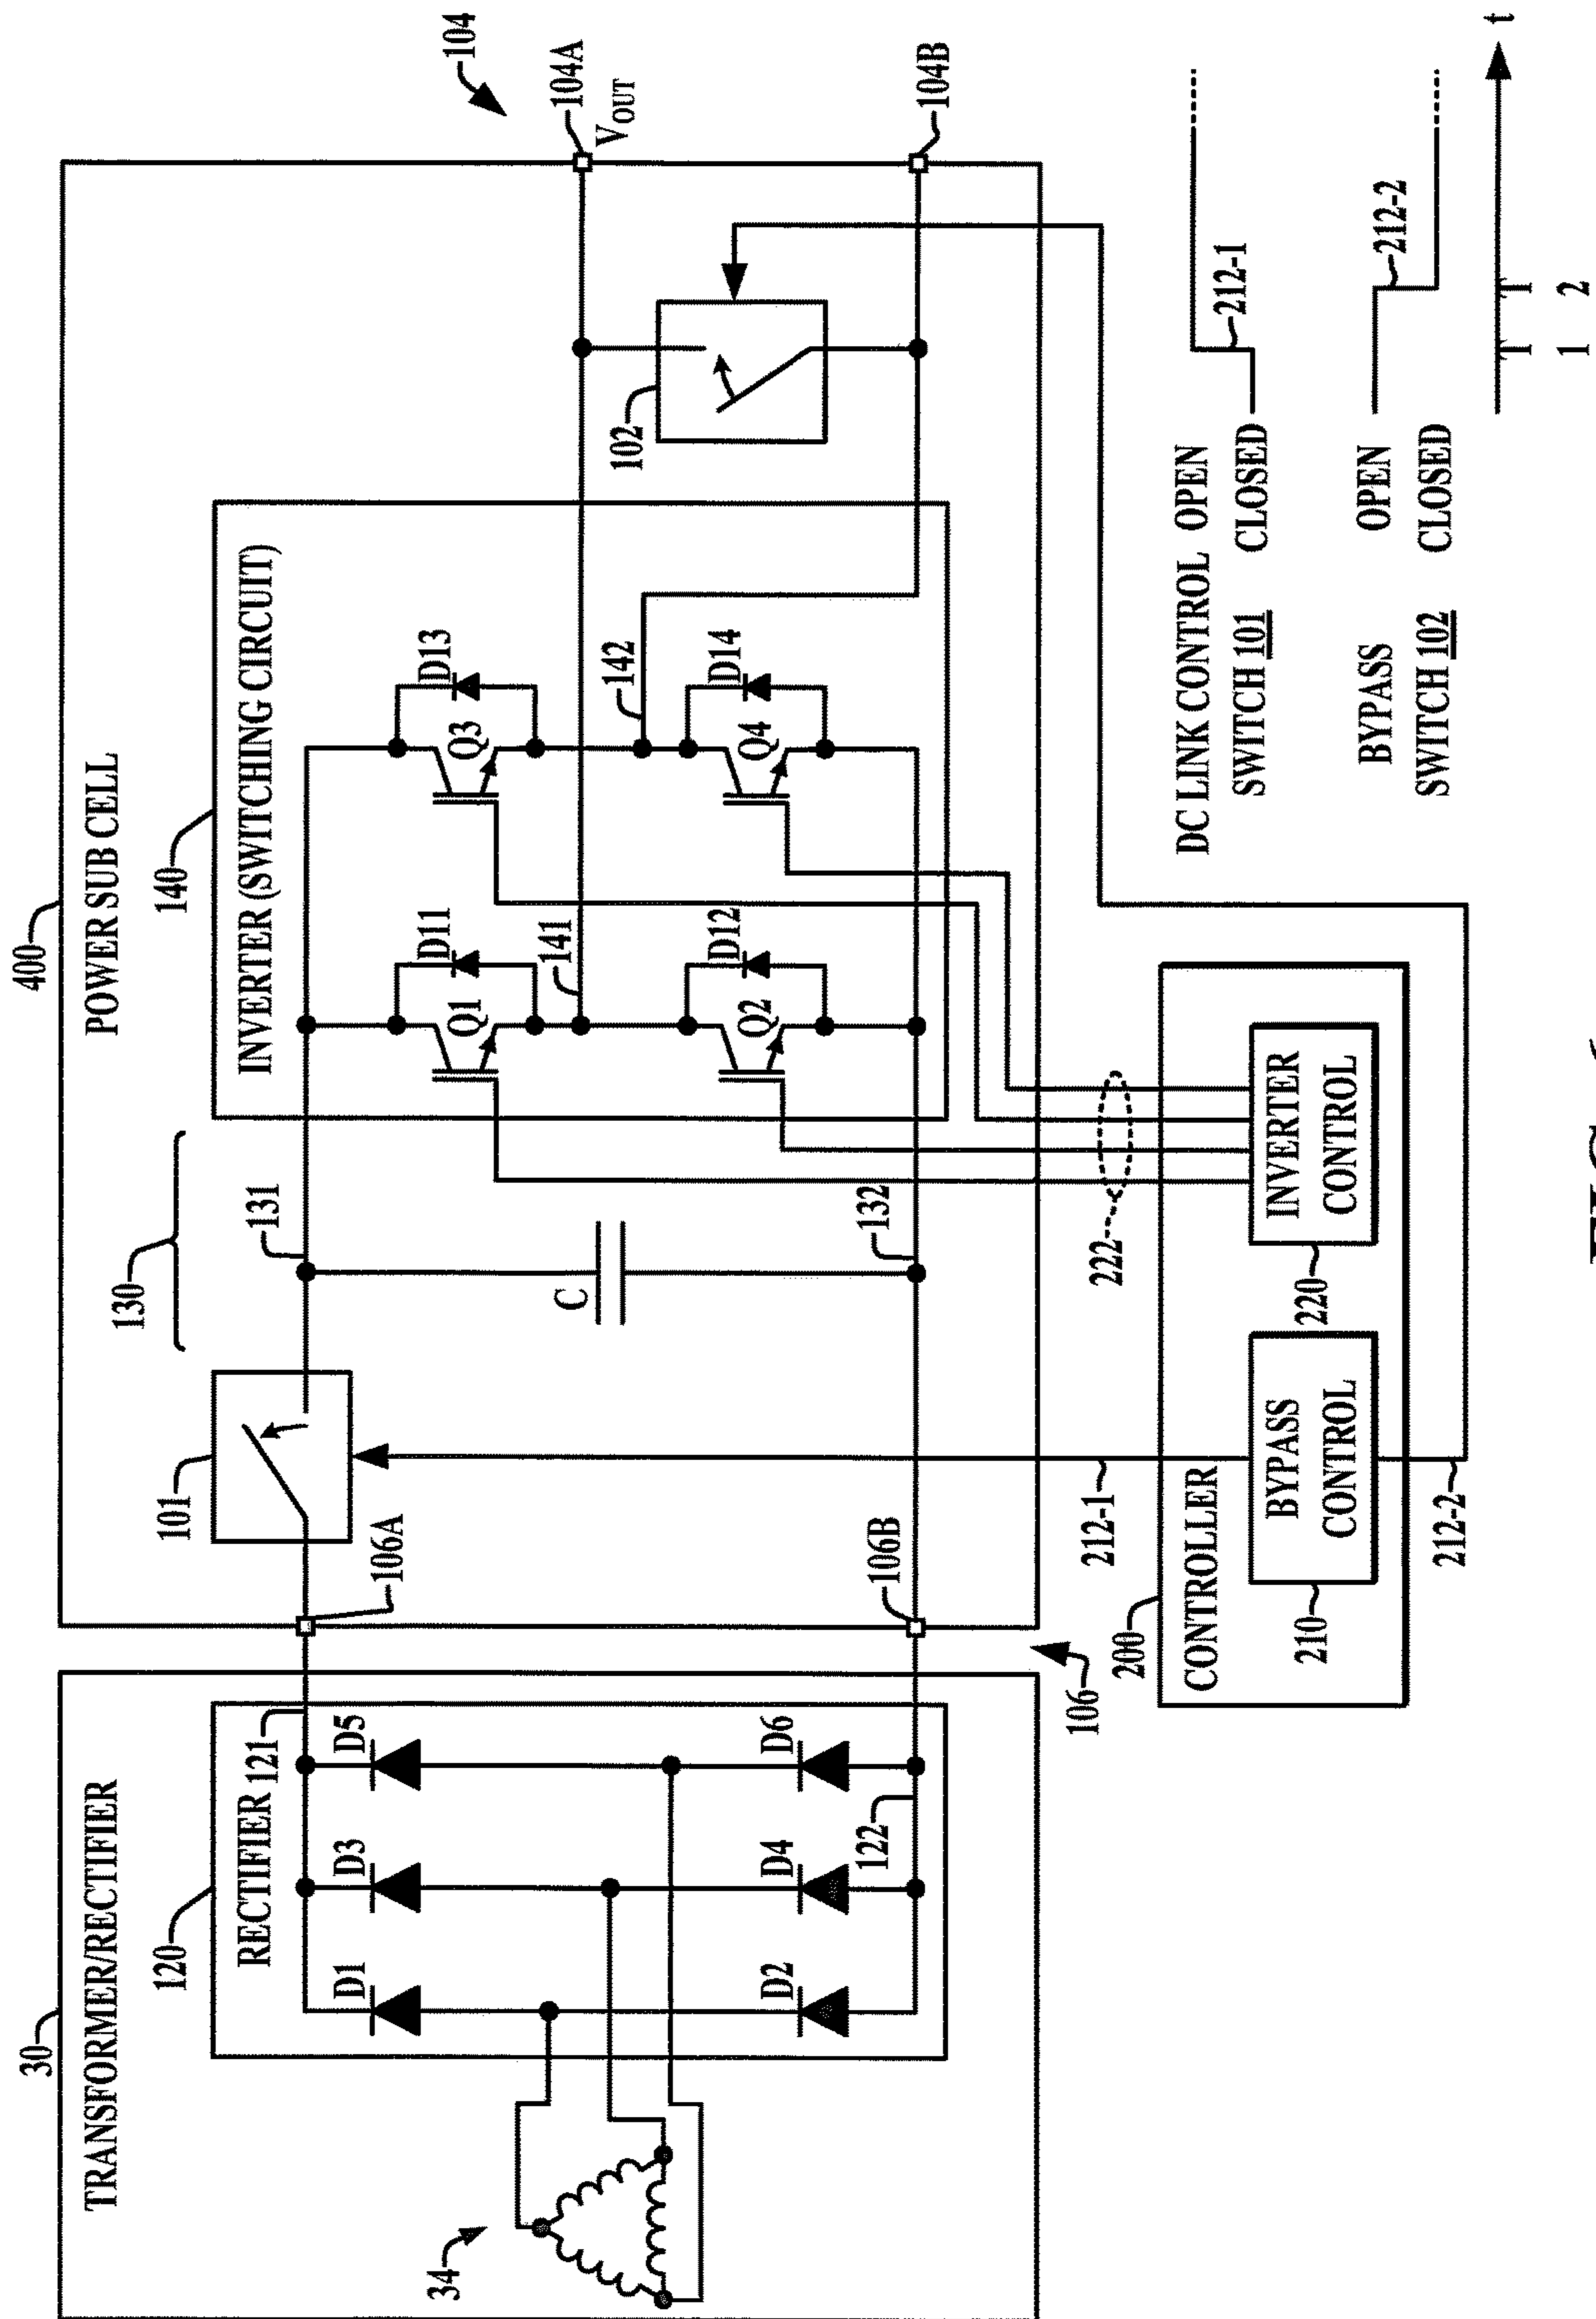 30
TRANSFORMER/RECTIFIER
120
RECTIFIER
121
D1
D3
D5
D2
D4
D6
122
34
106
400
POWER SUB CELL
101
106A
106B
130
131
132
C
140
INVERTER (SWITCHING CIRCUIT)
Q1
D11
141
Q2
D12
Q3
D13
142
Q4
D14
102
104
104A
VOUT
104B
200
CONTROLLER
210
BYPASS
CONTROL
212-1
212-2
220
INVERTER
CONTROL
222
DC LINK CONTROL OPEN
SWITCH 101 CLOSED
212-1
BYPASS OPEN
SWITCH 102 CLOSED
212-2
T T
1 2
t